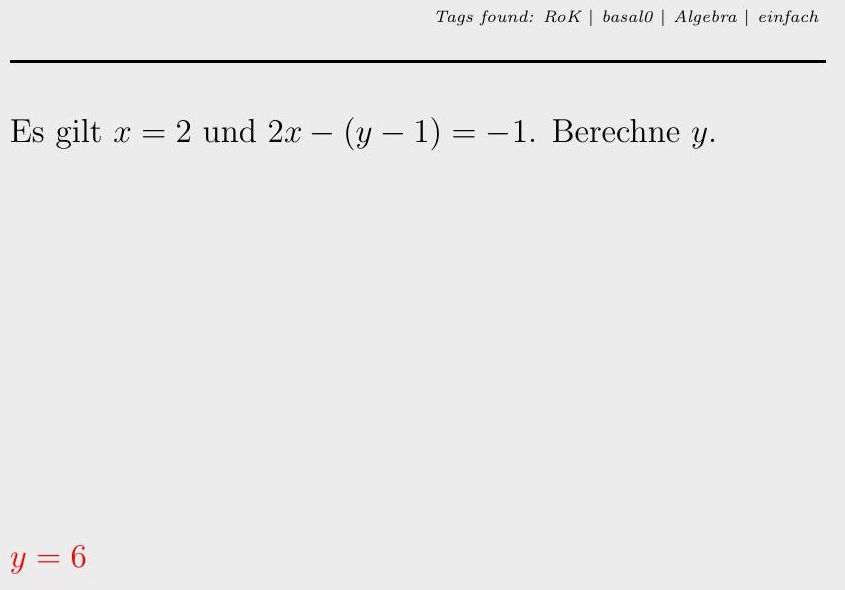 Tags found: RoK | basal0 | Algebra | einfach
Es gilt x = 2 und 2x − (y − 1) = −1. Berechne y.
y = 6